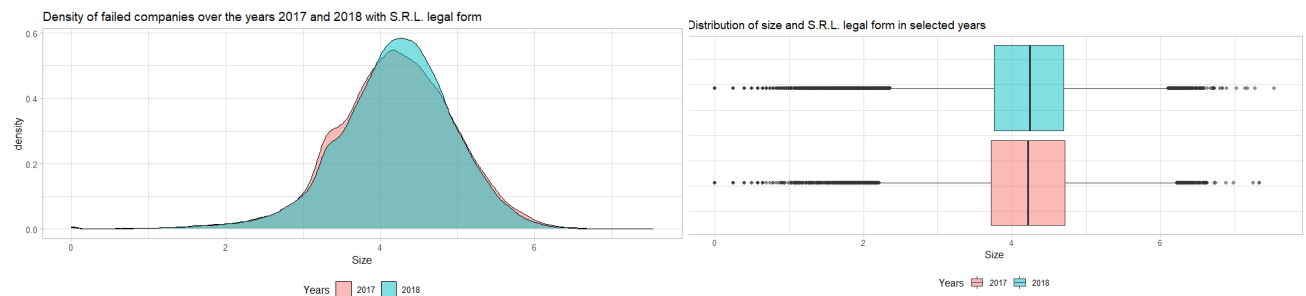 Density of failed companies over the years 2017 and 2018 with S.R.L. legal form
0.6
0.4
0.2
0.0
density
0 2 4 6
Size
Years 2017 2018
Distribution of size and S.R.L. legal form in selected years
0 2 4 6
Size
Years 2017 2018